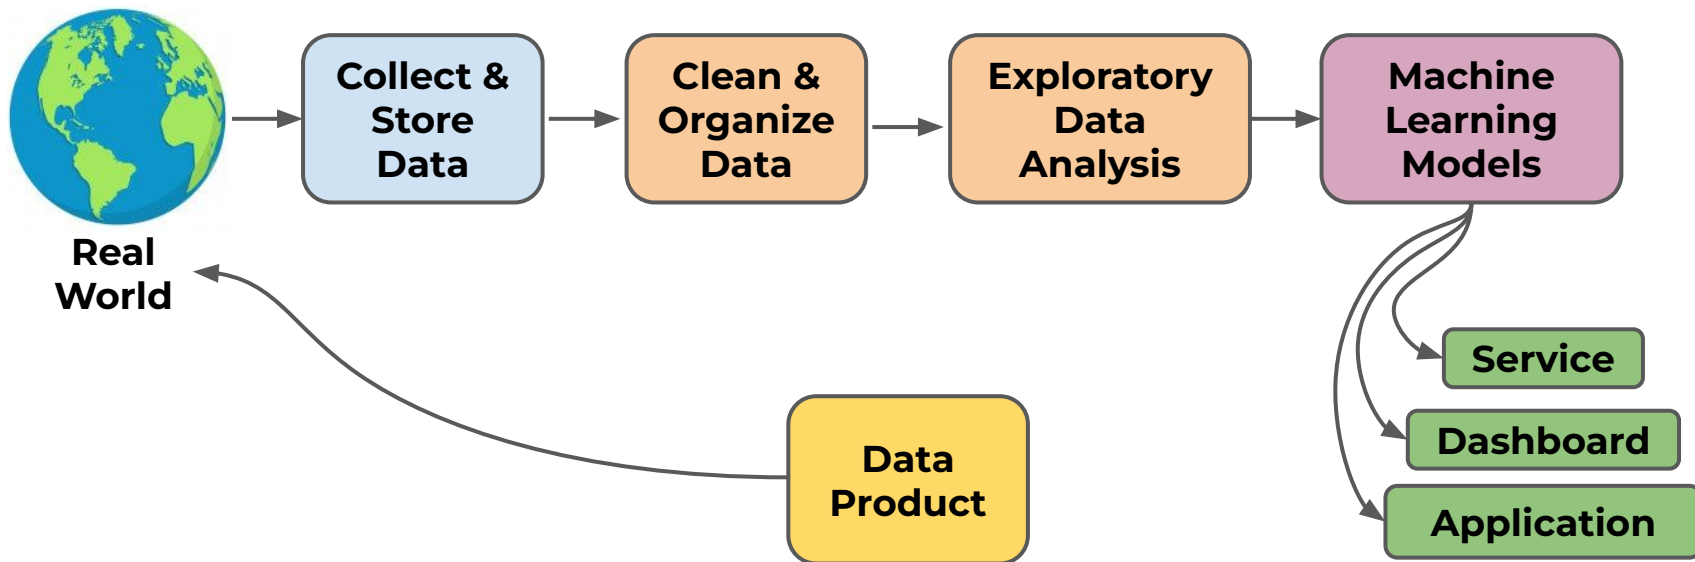 Real
World
Collect &
Store
Data
Clean &
Organize
Data
Exploratory
Data
Analysis
Machine
Learning
Models
Service
Dashboard
Application
Data
Product